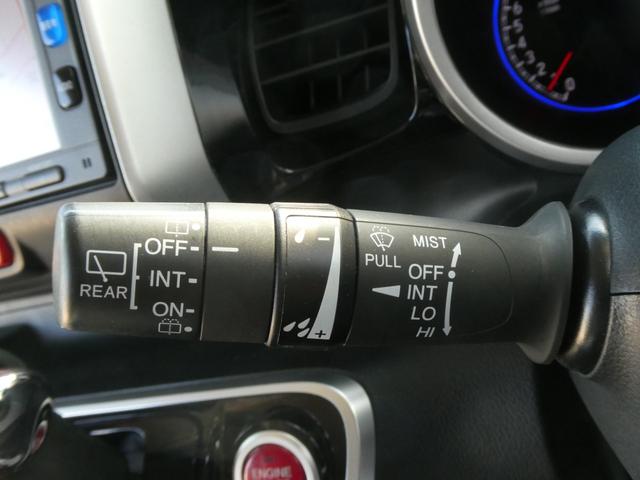 OFF
INT
ON
REAR
-
+
PULL
MIST
OFF
INT
LO
HI
ENGINE